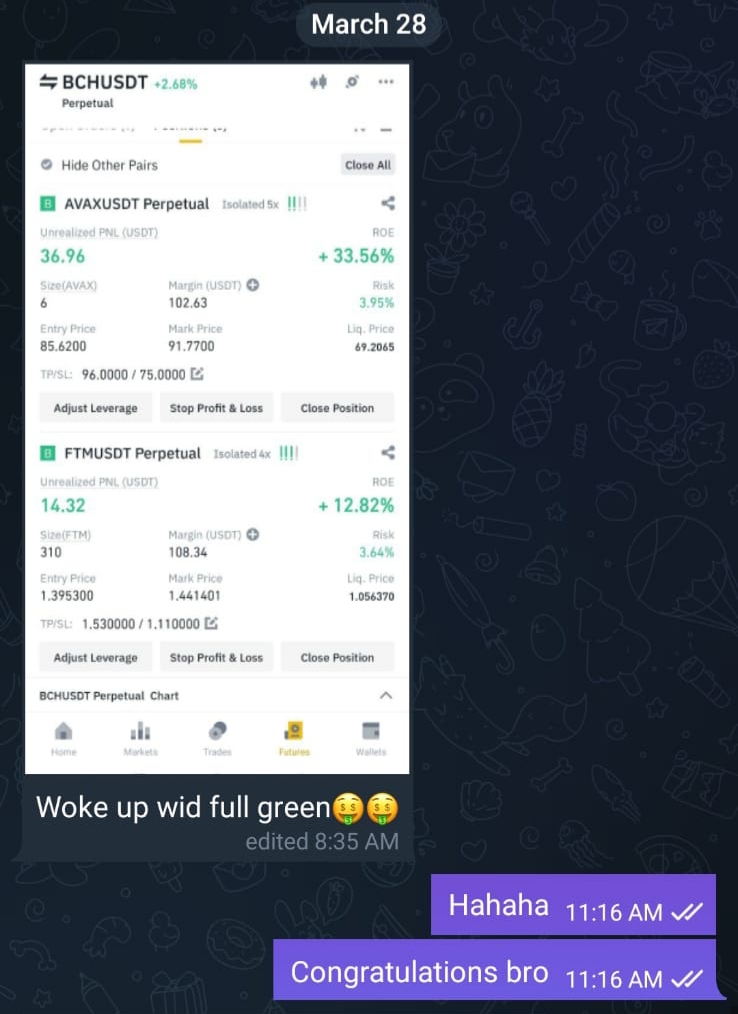 March 28
BCHUSDT +2.68%
Perpetual
Hide Other Pairs Close All
B AVAXUSDT Perpetual Isolated 5x
Unrealized PNL (USDT) ROE
36.96 + 33.56%
Size(AVAX) Margin (USDT) Risk
6 102.63 3.95%
Entry Price Mark Price Liq. Price
85.6200 91.7700 69.2065
TP/SL: 96.0000 / 75.0000
Adjust Leverage Stop Profit & Loss Close Position
B FTMUSDT Perpetual Isolated 4x
Unrealized PNL (USDT) ROE
14.32 + 12.82%
Size(FTM) Margin (USDT) Risk
310 108.34 3.64%
Entry Price Mark Price Liq. Price
1.395300 1.441401 1.056370
TP/SL: 1.530000 / 1.110000
Adjust Leverage Stop Profit & Loss Close Position
BCHUSDT Perpetual Chart
Home Markets Trades Futures Wallets
Woke up wid full green🤑🤑
edited 8:35 AM
Hahaha 11:16 AM
Congratulations bro 11:16 AM